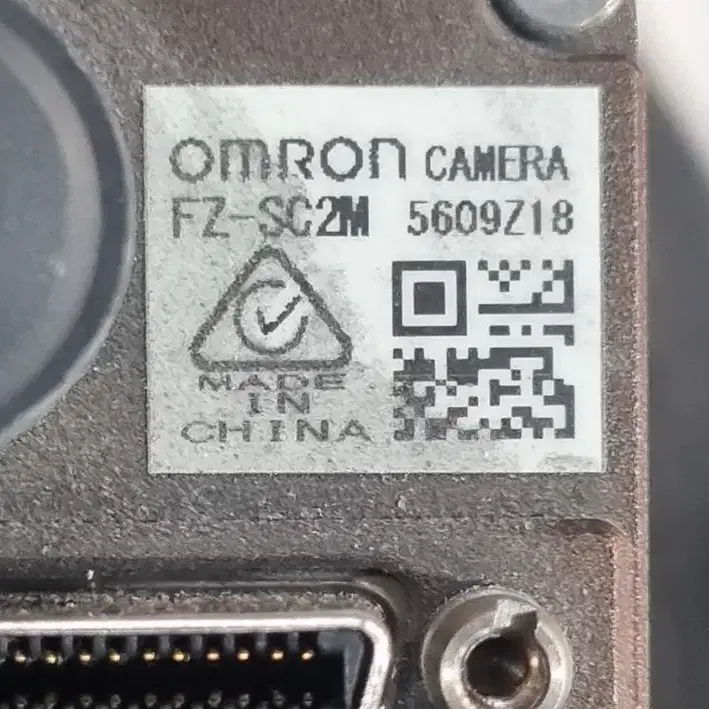 OMRON CAMERA
FZ-SC2M 5609Z18
MADE
IN
CHINA